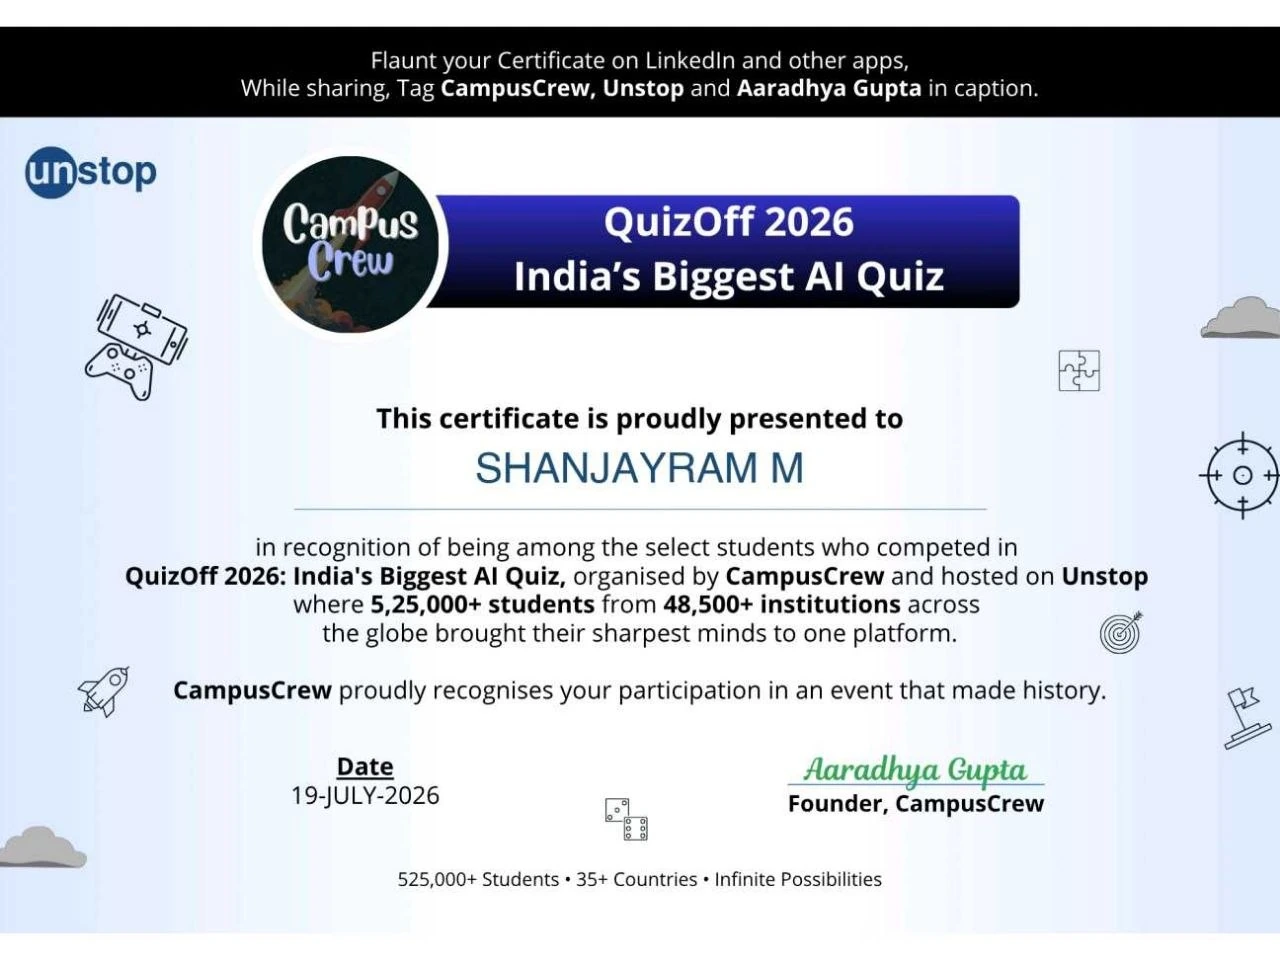 Flaunt your Certificate on LinkedIn and other apps,
While sharing, Tag CampusCrew, Unstop and Aaradhya Gupta in caption.
unstop
CamPus
Crew
QuizOff 2026
India’s Biggest AI Quiz
This certificate is proudly presented to
SHANJAYRAM M
in recognition of being among the select students who competed in
QuizOff 2026: India's Biggest AI Quiz, organised by CampusCrew and hosted on Unstop
where 5,25,000+ students from 48,500+ institutions across
the globe brought their sharpest minds to one platform.
CampusCrew proudly recognises your participation in an event that made history.
Date
19-JULY-2026
Aaradhya Gupta
Founder, CampusCrew
525,000+ Students • 35+ Countries • Infinite Possibilities